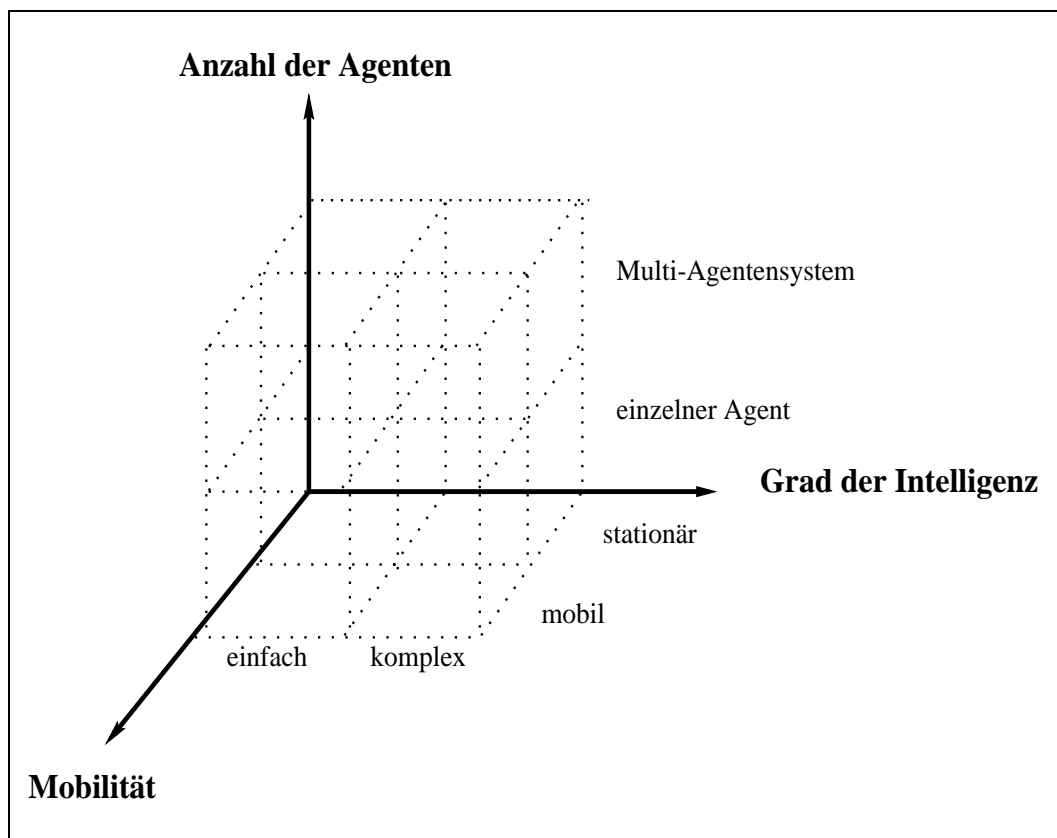 Anzahl der Agenten
Multi-Agentensystem
einzelner Agent
Grad der Intelligenz
stationär
mobil
einfach komplex
Mobilität